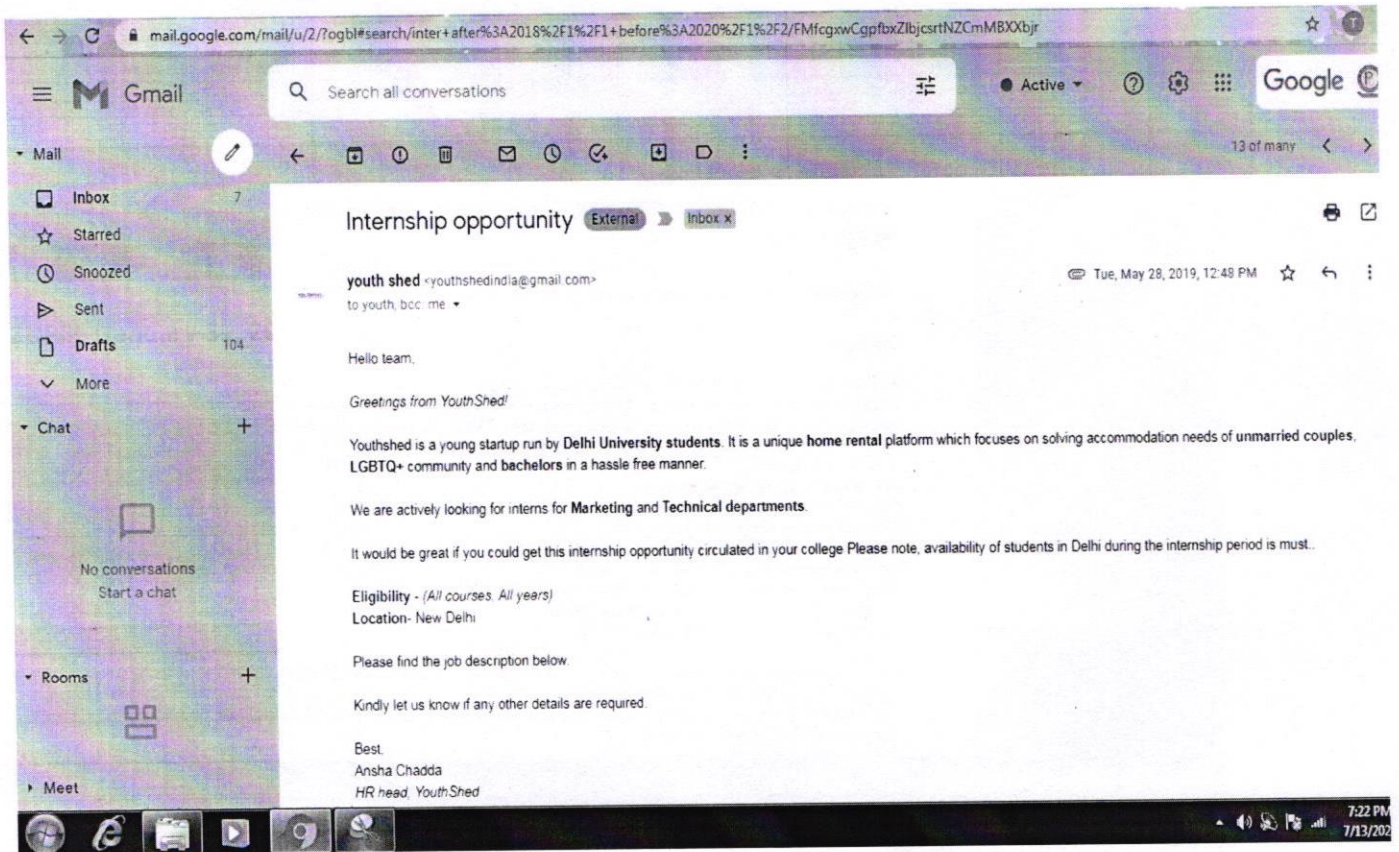 mail.google.com/mail/u/2/?ogbl#search/inter+after%3A2018%2F1%2F1+before%3A2020%2F1%2F2/FMfcgxwCgpfbxZlbjcsrtNZCmMBXXbjr
Gmail
Search all conversations
Active
Google
Mail
13 of many
Inbox 7
Starred
Snoozed
Sent
Drafts 104
More
Chat
No conversations
Start a chat
Rooms
Meet
Internship opportunity External Inbox x
youth shed <youthshedindia@gmail.com>
Tue, May 28, 2019, 12:48 PM
to youth, bcc: me
Hello team,
Greetings from YouthShed!
Youthshed is a young startup run by Delhi University students. It is a unique home rental platform which focuses on solving accommodation needs of unmarried couples,
LGBTQ+ community and bachelors in a hassle free manner.
We are actively looking for interns for Marketing and Technical departments.
It would be great if you could get this internship opportunity circulated in your college Please note, availability of students in Delhi during the internship period is must..
Eligibility - (All courses. All years)
Location- New Delhi
Please find the job description below.
Kindly let us know if any other details are required.
Best,
Ansha Chadda
HR head, YouthShed
7:22 PM
7/13/202